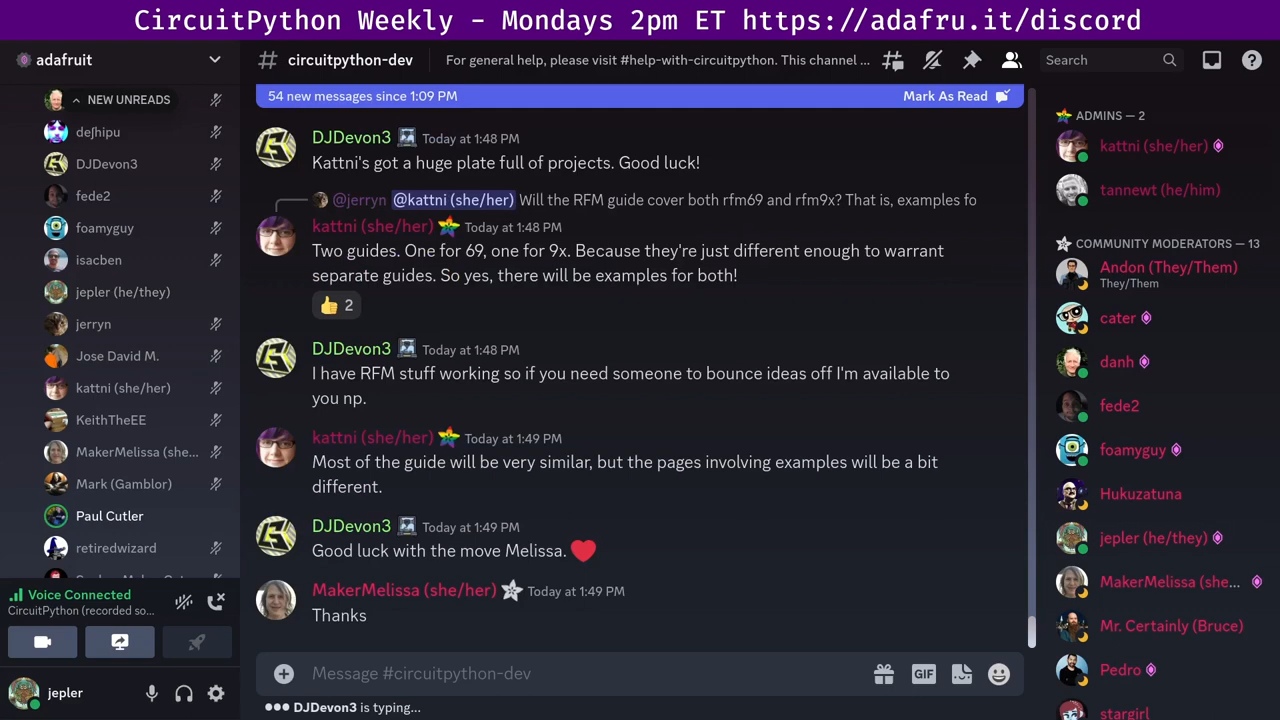 CircuitPython Weekly - Mondays 2pm ET https://adafru.it/discord
adafruit
NEW UNREADS
deʃhipu
DJDevon3
fede2
foamyguy
isacben
jepler (he/they)
jerryn
Jose David M.
kattni (she/her)
KeithTheEE
MakerMelissa (she...
Mark (Gamblor)
Paul Cutler
retiredwizard
Voice Connected
CircuitPython (recorded so...
jepler
circuitpython-dev
For general help, please visit #help-with-circuitpython. This channel ...
Search
54 new messages since 1:09 PM
Mark As Read
DJDevon3 Today at 1:48 PM
Kattni's got a huge plate full of projects. Good luck!
@jerryn @kattni (she/her) Will the RFM guide cover both rfm69 and rfm9x? That is, examples fo
kattni (she/her) Today at 1:48 PM
Two guides. One for 69, one for 9x. Because they're just different enough to warrant
separate guides. So yes, there will be examples for both!
👍 2
DJDevon3 Today at 1:48 PM
I have RFM stuff working so if you need someone to bounce ideas off I'm available to
you np.
kattni (she/her) Today at 1:49 PM
Most of the guide will be very similar, but the pages involving examples will be a bit
different.
DJDevon3 Today at 1:49 PM
Good luck with the move Melissa. ❤️
MakerMelissa (she/her) Today at 1:49 PM
Thanks
Message #circuitpython-dev
GIF
DJDevon3 is typing...
ADMINS — 2
kattni (she/her)
tannewt (he/him)
COMMUNITY MODERATORS — 13
Andon (They/Them)
They/Them
cater
danh
fede2
foamyguy
Hukuzatuna
jepler (he/they)
MakerMelissa (she...
Mr. Certainly (Bruce)
Pedro
stargirl